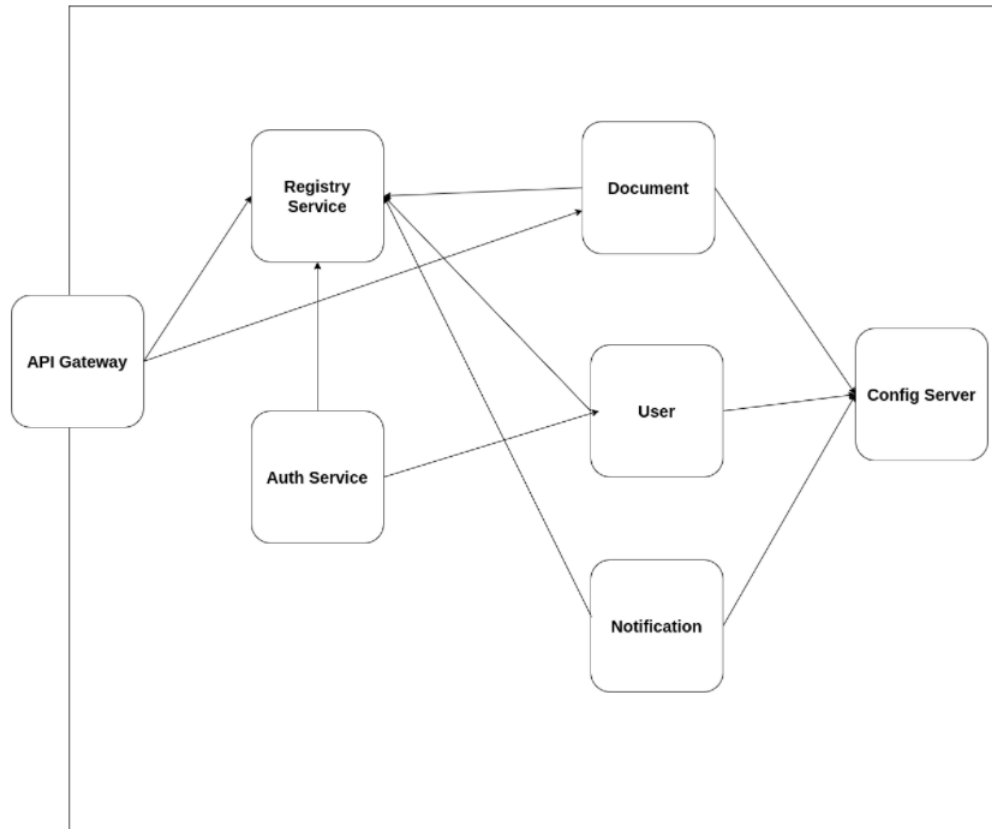 Registry
Service
Document
API Gateway
User
Config Server
Auth Service
Notification